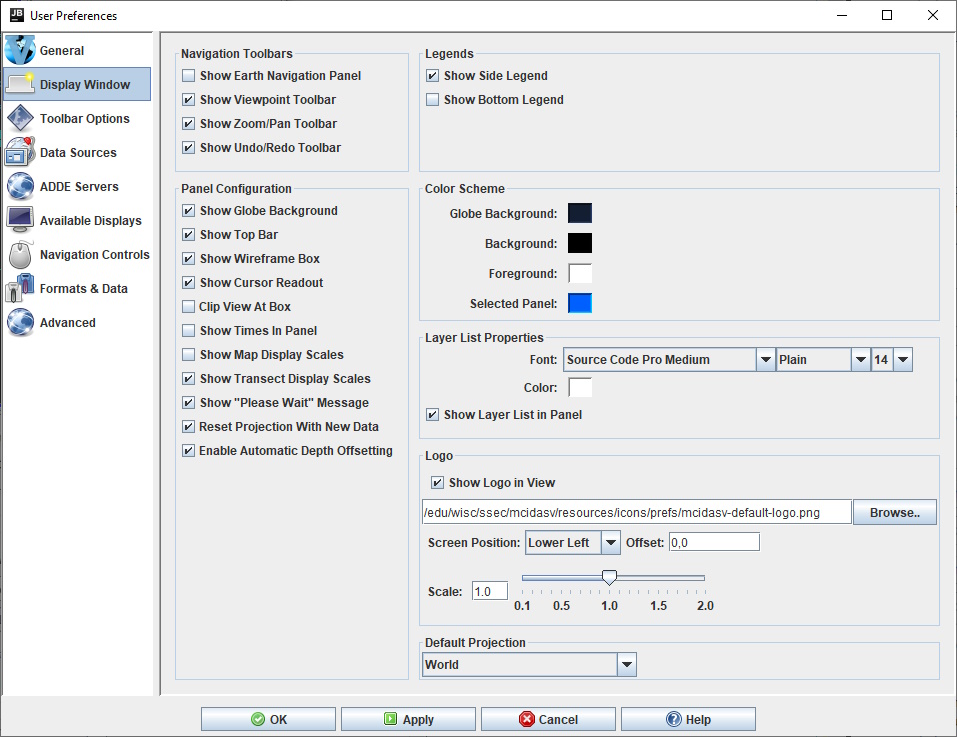 JB User Preferences
General
Display Window
Toolbar Options
Data Sources
ADDE Servers
Available Displays
Navigation Controls
Formats & Data
Advanced
Navigation Toolbars
Show Earth Navigation Panel
Show Viewpoint Toolbar
Show Zoom/Pan Toolbar
Show Undo/Redo Toolbar
Legends
Show Side Legend
Show Bottom Legend
Panel Configuration
Show Globe Background
Show Top Bar
Show Wireframe Box
Show Cursor Readout
Clip View At Box
Show Times In Panel
Show Map Display Scales
Show Transect Display Scales
Show "Please Wait" Message
Reset Projection With New Data
Enable Automatic Depth Offsetting
Color Scheme
Globe Background:
Background:
Foreground:
Selected Panel:
Layer List Properties
Font: Source Code Pro Medium Plain 14
Color:
Show Layer List in Panel
Logo
Show Logo in View
/edu/wisc/ssec/mcidasv/resources/icons/prefs/mcidasv-default-logo.png Browse..
Screen Position: Lower Left Offset: 0,0
Scale: 1.0
0.1 0.5 1.0 1.5 2.0
Default Projection
World
OK Apply Cancel Help